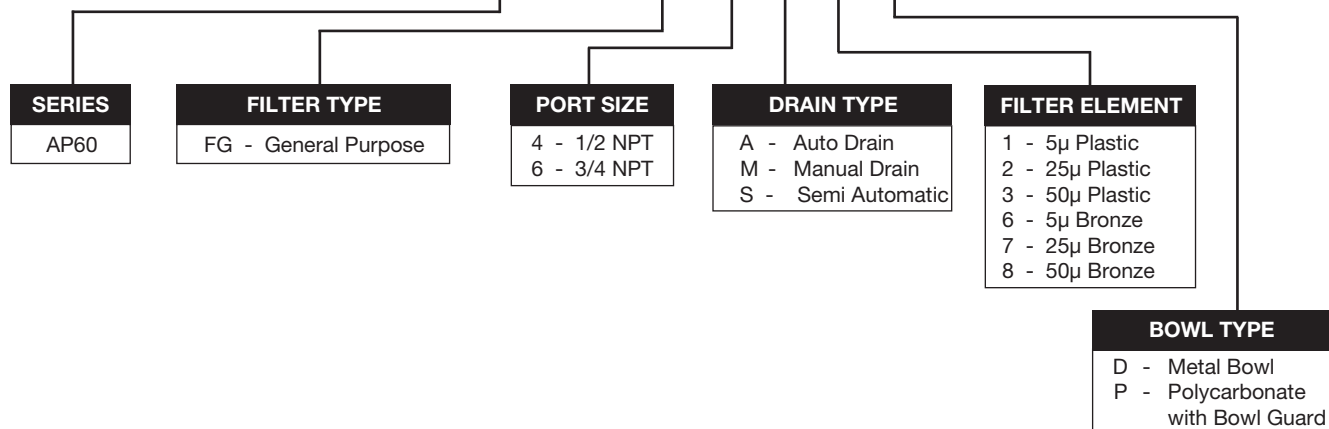 SERIES
AP60
FILTER TYPE
FG - General Purpose
PORT SIZE
4 - 1/2 NPT
6 - 3/4 NPT
DRAIN TYPE
A - Auto Drain
M - Manual Drain
S - Semi Automatic
FILTER ELEMENT
1 - 5µ Plastic
2 - 25µ Plastic
3 - 50µ Plastic
6 - 5µ Bronze
7 - 25µ Bronze
8 - 50µ Bronze
BOWL TYPE
D - Metal Bowl
P - Polycarbonate
with Bowl Guard